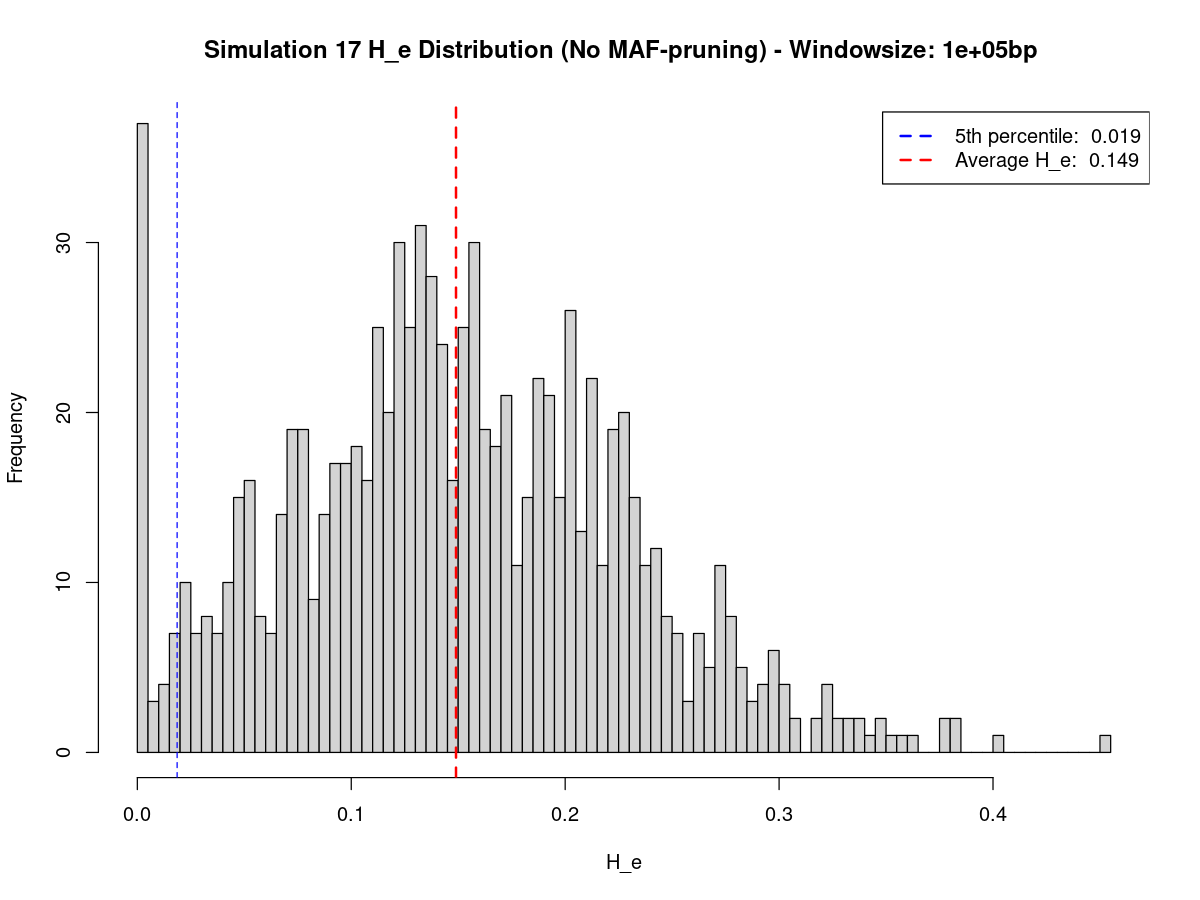 Simulation 17 H_e Distribution (No MAF-pruning) - Windowsize: 1e+05bp
5th percentile: 0.019
Average H_e: 0.149
Frequency
30
20
10
0
0.0 0.1 0.2 0.3 0.4
H_e